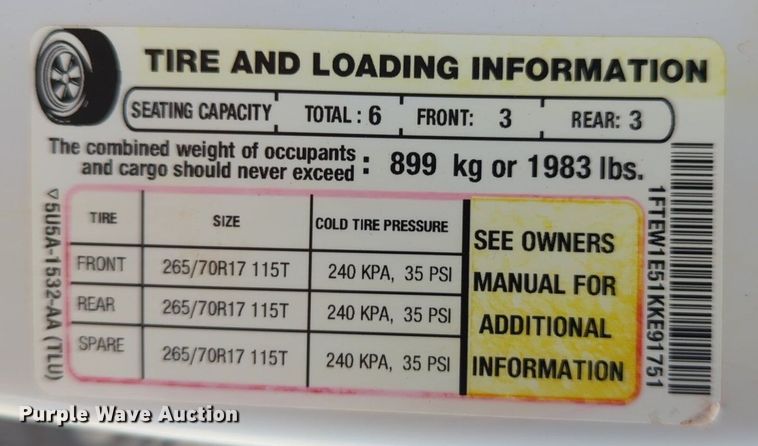 TIRE AND LOADING INFORMATION
SEATING CAPACITY TOTAL : 6 FRONT: 3 REAR: 3
The combined weight of occupants
and cargo should never exceed : 899 kg or 1983 lbs.
TIRE SIZE COLD TIRE PRESSURE
FRONT 265/70R17 115T 240 KPA, 35 PSI
REAR 265/70R17 115T 240 KPA, 35 PSI
SPARE 265/70R17 115T 240 KPA, 35 PSI
SEE OWNERS
MANUAL FOR
ADDITIONAL
INFORMATION
5U5A-1532-AA (TLU)
1FTEW1E51KKE91751
Purple Wave Auction